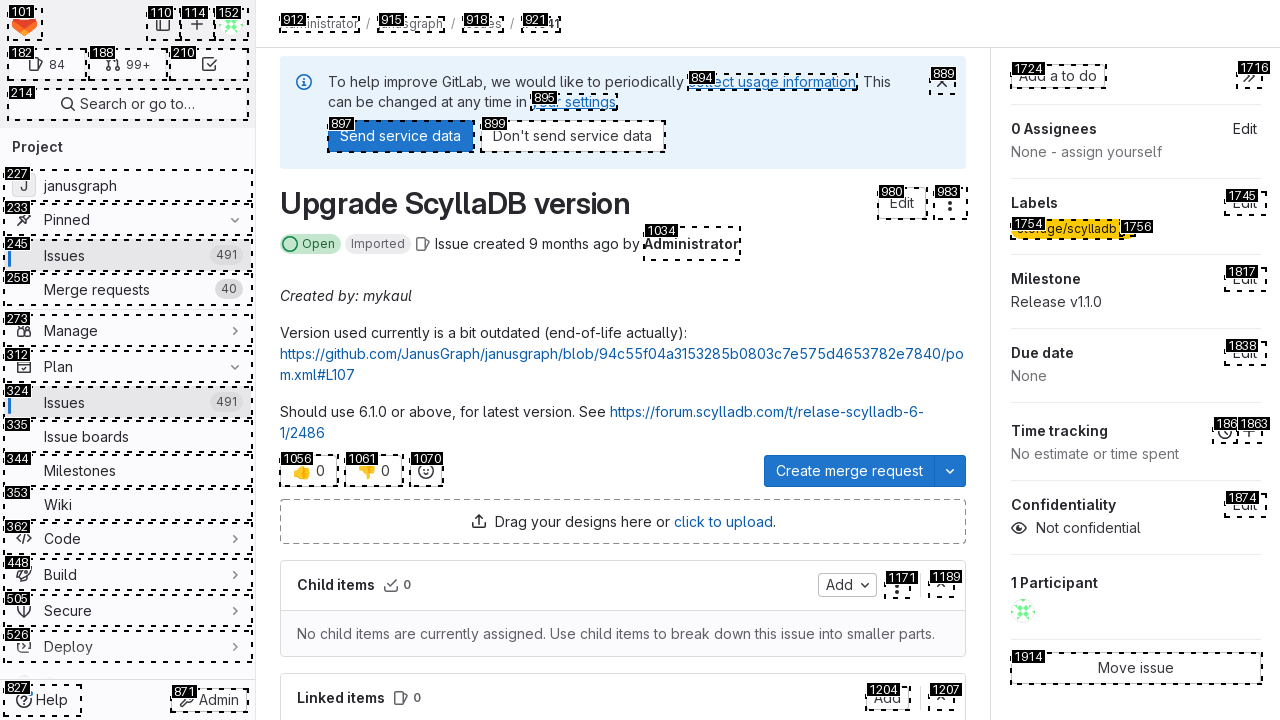 101
110
114
152
182
84
188
99+
210
214
Search or go to…
Project
227
J
janusgraph
233
Pinned
245
Issues
491
258
Merge requests
40
273
Manage
312
Plan
324
Issues
491
335
Issue boards
344
Milestones
353
Wiki
362
Code
448
Build
505
Secure
526
Deploy
827
Help
871
Admin
912
/
915
/
918
/
921
894
To help improve GitLab, we would like to periodically collect usage information. This
895
can be changed at any time in your settings.
889
897
Send service data
899
Don't send service data
Upgrade ScyllaDB version
980
Edit
983
Open
Imported
Issue created 9 months ago by Administrator
1034
Created by: mykaul
Version used currently is a bit outdated (end-of-life actually):
https://github.com/JanusGraph/janusgraph/blob/94c55f04a3153285b0803c7e575d4653782e7840/po
m.xml#L107
Should use 6.1.0 or above, for latest version. See https://forum.scylladb.com/t/relase-scylladb-6-
1/2486
1056
👍 0
1061
👎 0
1070
Create merge request
Drag your designs here or click to upload.
Child items
0
Add
1171
1189
No child items are currently assigned. Use child items to break down this issue into smaller parts.
Linked items
0
1204
Add
1207
1724
Add a to do
1716
0 Assignees
Edit
None - assign yourself
Labels
1745
Edit
1754
storage/scylladb
1756
Milestone
1817
Edit
Release v1.1.0
Due date
1838
Edit
None
Time tracking
186
1863
No estimate or time spent
Confidentiality
1874
Edit
Not confidential
1 Participant
1914
Move issue